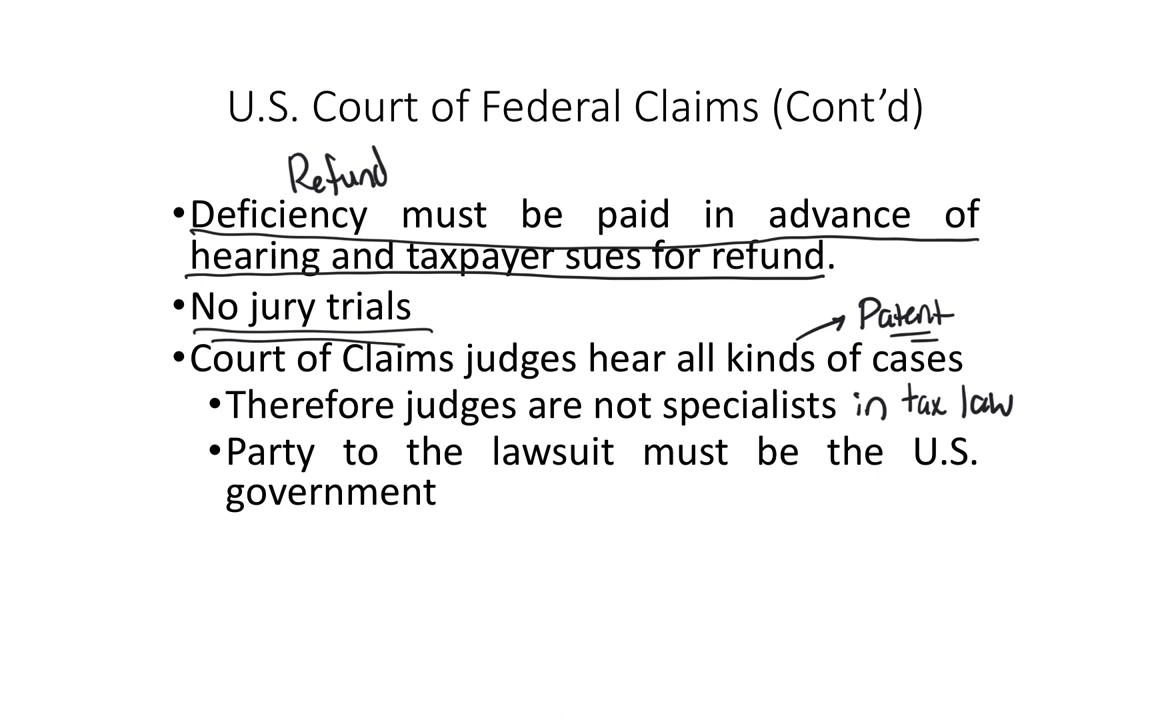 U.S. Court of Federal Claims (Cont’d)
Refund
•Deficiency must be paid in advance of
hearing and taxpayer sues for refund.
•No jury trials
Patent
•Court of Claims judges hear all kinds of cases
•Therefore judges are not specialists in tax law
•Party to the lawsuit must be the U.S.
government